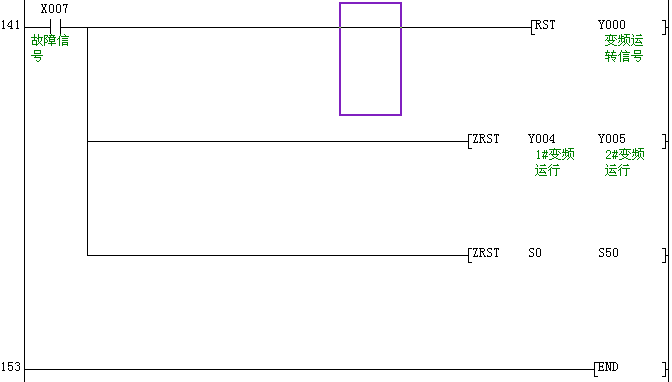 X007
141 [RST Y000 ]
故障信号 变频运转信号
[ZRST Y004 Y005 ]
1#变频运行 2#变频运行
[ZRST S0 S50 ]
153 [END ]